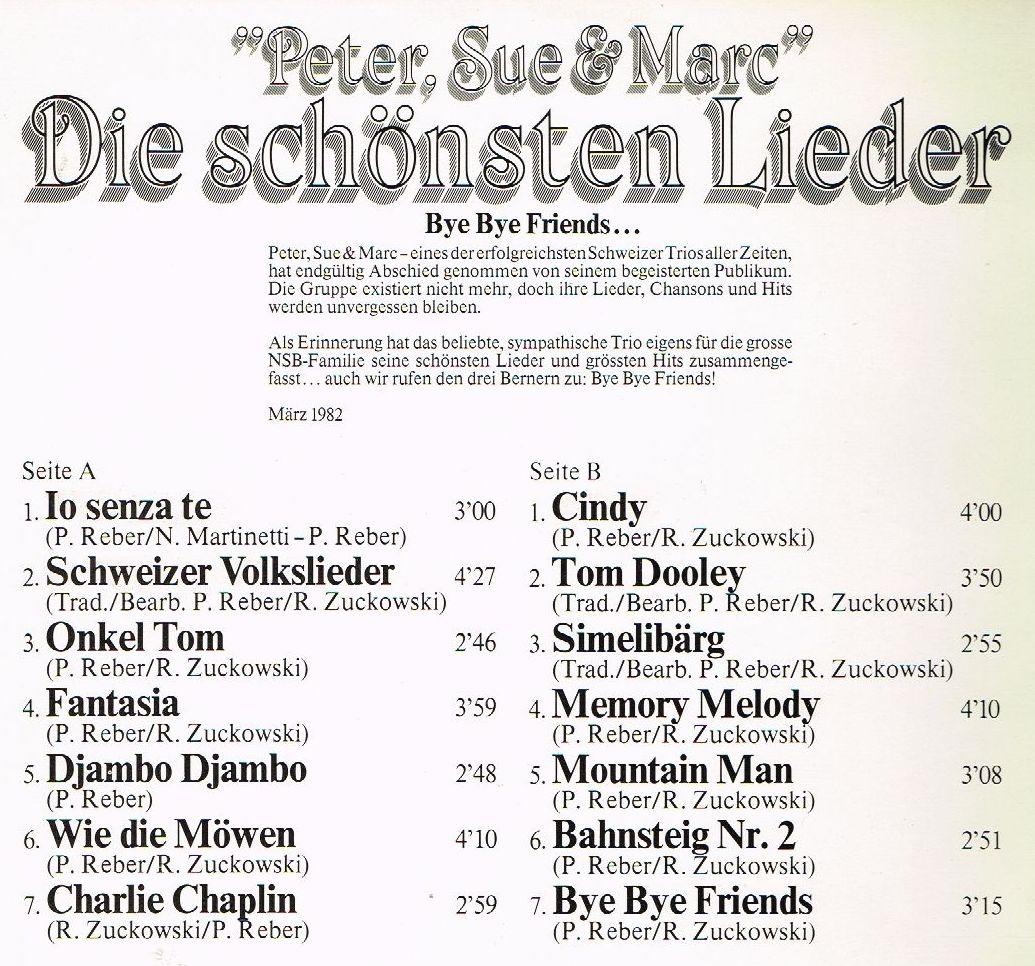 "Peter, Sue & Marc"
Die schönsten Lieder
Bye Bye Friends...
Peter, Sue & Marc – eines der erfolgreichsten Schweizer Trios aller Zeiten,
hat endgültig Abschied genommen von seinem begeisterten Publikum.
Die Gruppe existiert nicht mehr, doch ihre Lieder, Chansons und Hits
werden unvergessen bleiben.
Als Erinnerung hat das beliebte, sympathische Trio eigens für die grosse
NSB-Familie seine schönsten Lieder und grössten Hits zusammenge-
fasst... auch wir rufen den drei Bernern zu: Bye Bye Friends!
März 1982
Seite A
1. Io senza te 3'00
(P. Reber/N. Martinetti – P. Reber)
2. Schweizer Volkslieder 4'27
(Trad./Bearb. P. Reber/R. Zuckowski)
3. Onkel Tom 2'46
(P. Reber/R. Zuckowski)
4. Fantasia 3'59
(P. Reber/R. Zuckowski)
5. Djambo Djambo 2'48
(P. Reber)
6. Wie die Möwen 4'10
(P. Reber/R. Zuckowski)
7. Charlie Chaplin 2'59
(R. Zuckowski/P. Reber)
Seite B
1. Cindy 4'00
(P. Reber/R. Zuckowski)
2. Tom Dooley 3'50
(Trad./Bearb. P. Reber/R. Zuckowski)
3. Simelibärg 2'55
(Trad./Bearb. P. Reber/R. Zuckowski)
4. Memory Melody 4'10
(P. Reber/R. Zuckowski)
5. Mountain Man 3'08
(P. Reber/R. Zuckowski)
6. Bahnsteig Nr. 2 2'51
(P. Reber/R. Zuckowski)
7. Bye Bye Friends 3'15
(P. Reber/R. Zuckowski)